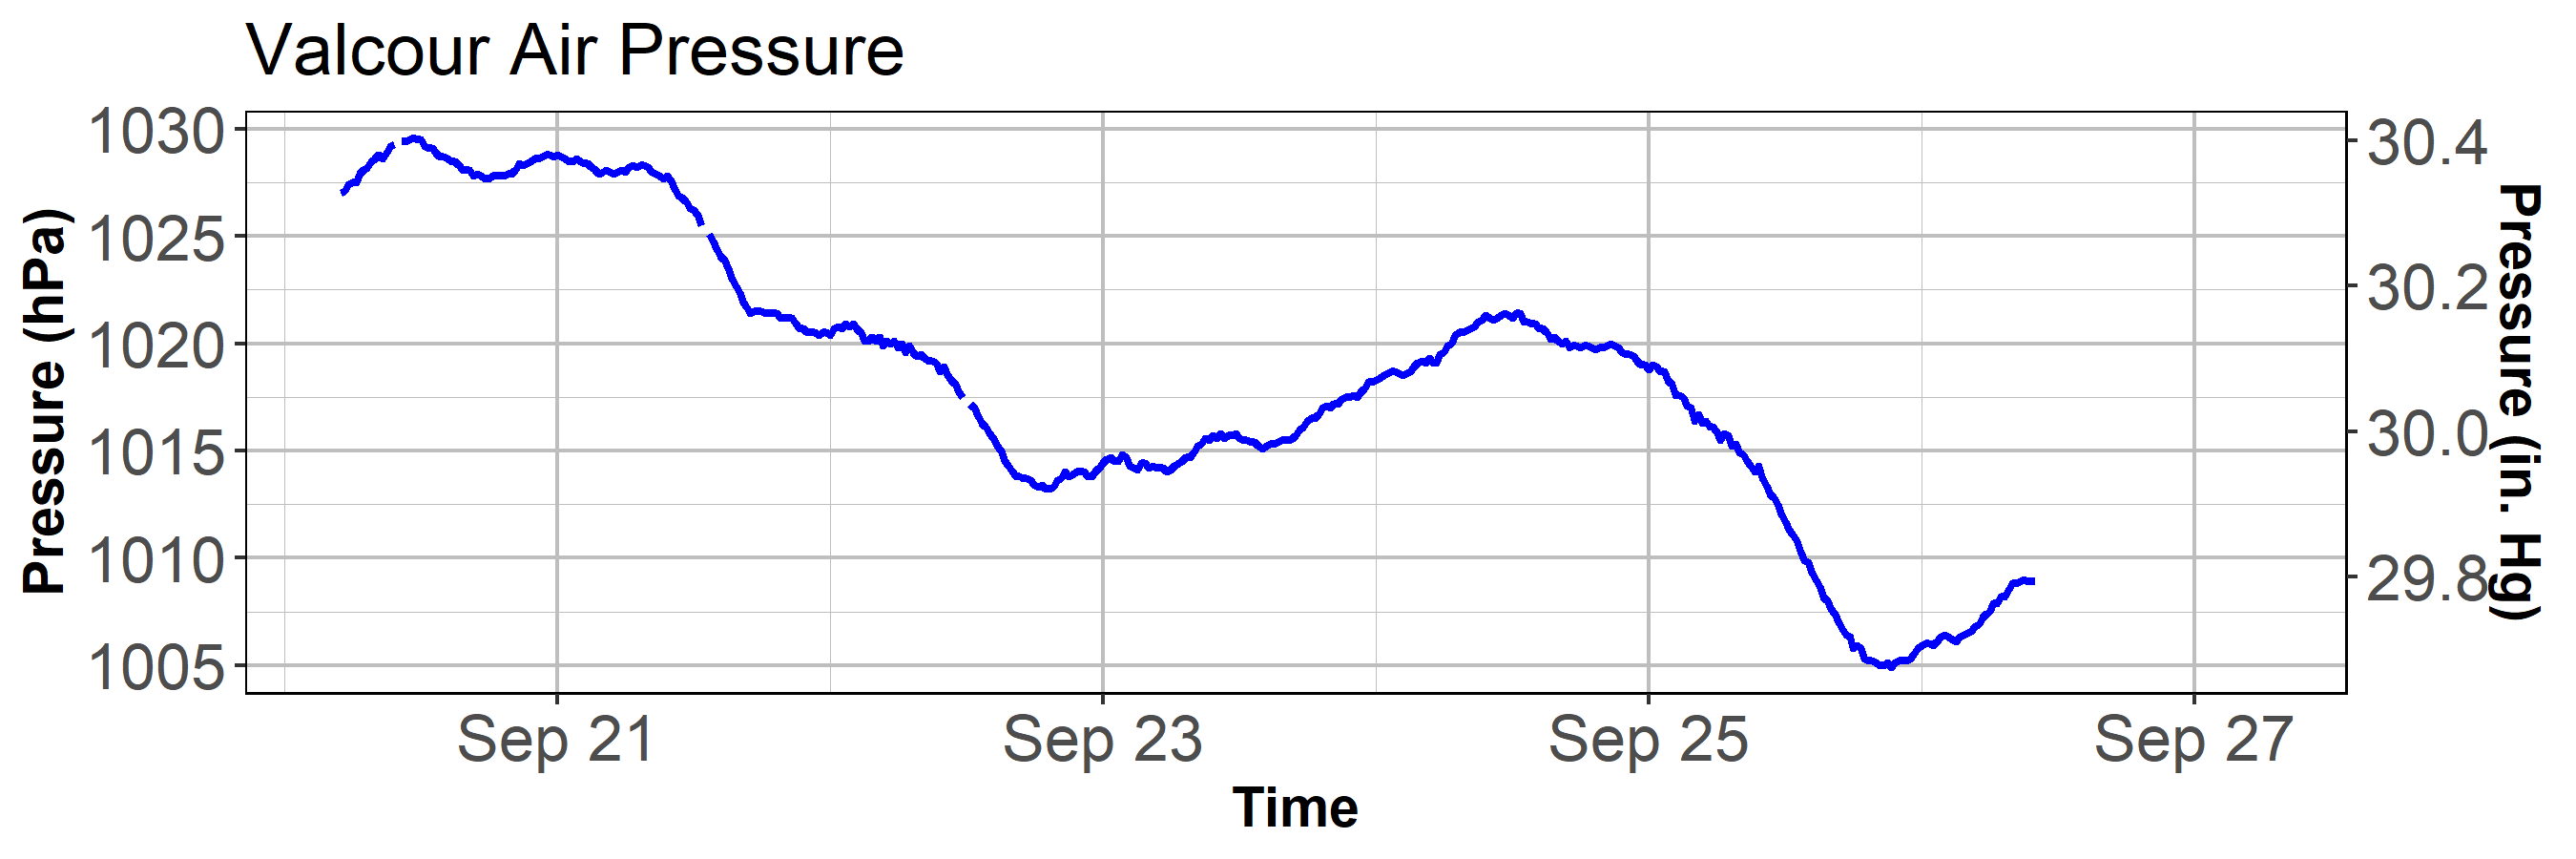 Valcour Air Pressure
Pressure (hPa)
1030
1025
1020
1015
1010
1005
30.4
30.2
30.0
29.8
Pressure (in. Hg)
Sep 21 Sep 23 Sep 25 Sep 27
Time